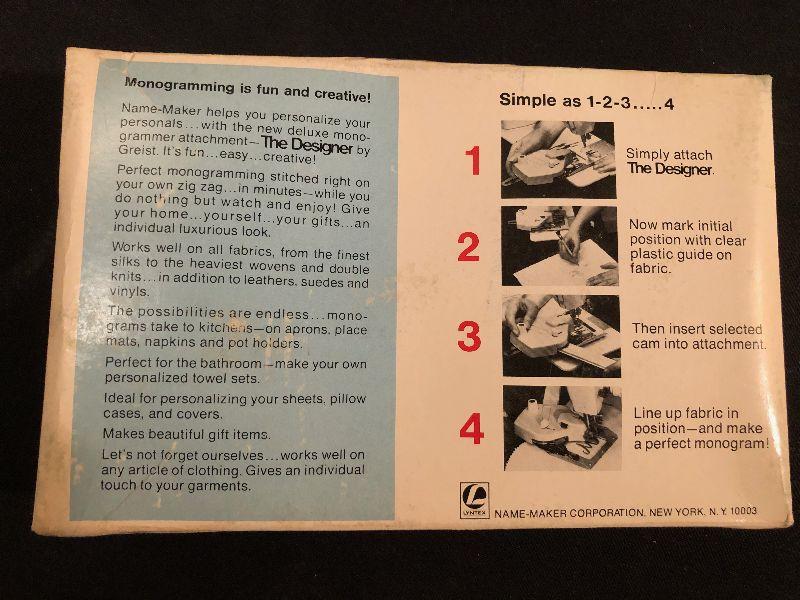 Monogramming is fun and creative!
Name-Maker helps you personalize your
personals...with the new deluxe mono-
grammer attachment—The Designer by
Greist. It's fun...easy...creative!
Perfect monogramming stitched right on
your own zig zag...in minutes—while you
do nothing but watch and enjoy! Give
your home...yourself...your gifts...an
individual luxurious look.
Works well on all fabrics, from the finest
silks to the heaviest wovens and double
knits...in addition to leathers, suedes and
vinyls.
The possibilities are endless...mono-
grams take to kitchens—on aprons, place
mats, napkins and pot holders.
Perfect for the bathroom—make your own
personalized towel sets.
Ideal for personalizing your sheets, pillow
cases, and covers.
Makes beautiful gift items.
Let's not forget ourselves...works well on
any article of clothing. Gives an individual
touch to your garments.
Simple as 1-2-3.....4
1
Simply attach
The Designer.
2
Now mark initial
position with clear
plastic guide on
fabric.
3
Then insert selected
cam into attachment.
4
Line up fabric in
position—and make
a perfect monogram!
LYNTEX
NAME-MAKER CORPORATION, NEW YORK, N.Y. 10003